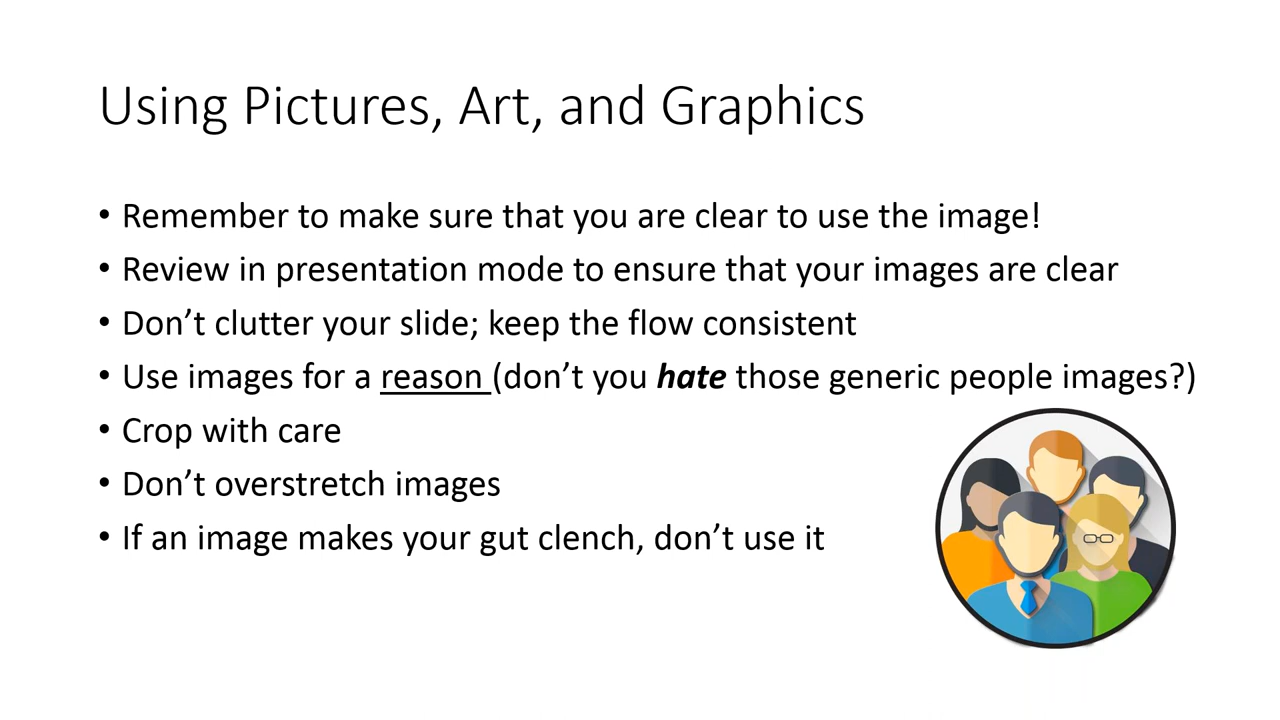 Using Pictures, Art, and Graphics
• Remember to make sure that you are clear to use the image!
• Review in presentation mode to ensure that your images are clear
• Don’t clutter your slide; keep the flow consistent
• Use images for a reason (don’t you hate those generic people images?)
• Crop with care
• Don’t overstretch images
• If an image makes your gut clench, don’t use it